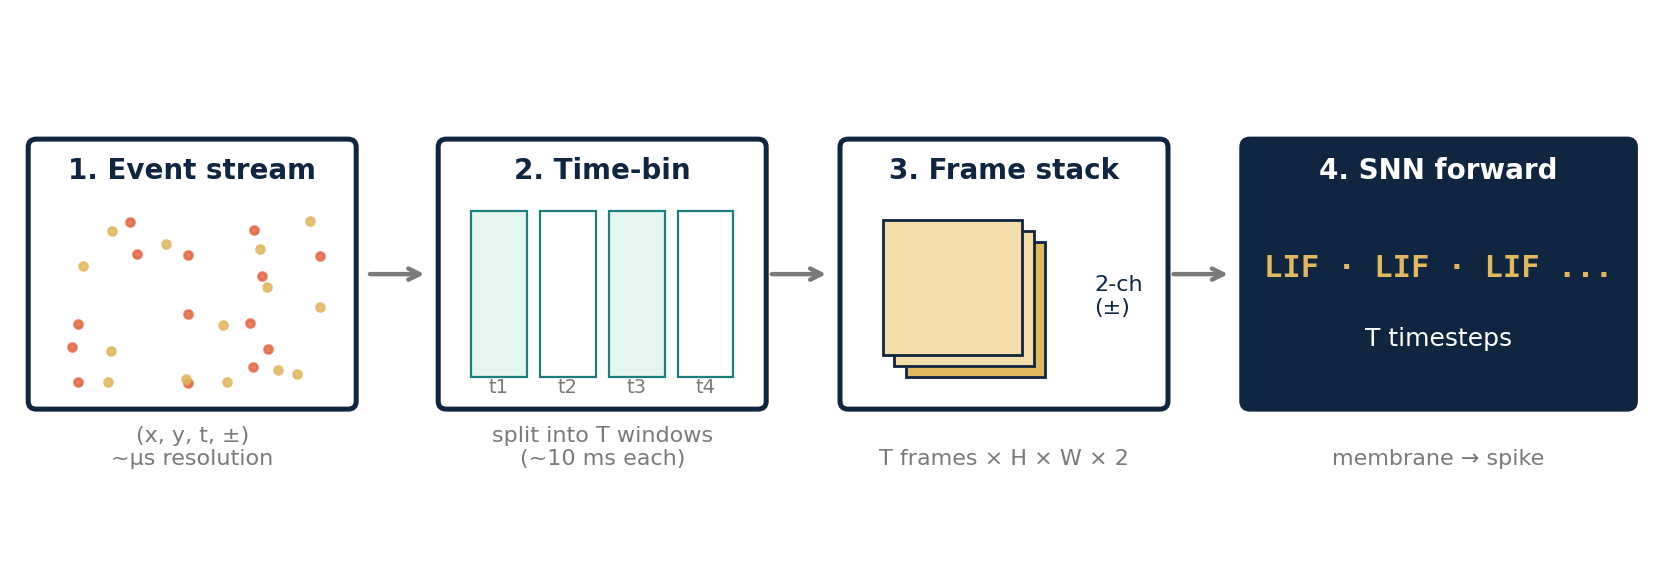 1. Event stream
(x, y, t, ±)
~µs resolution
2. Time-bin
t1 t2 t3 t4
split into T windows
(~10 ms each)
3. Frame stack
2-ch
(±)
T frames × H × W × 2
4. SNN forward
LIF · LIF · LIF ...
T timesteps
membrane → spike